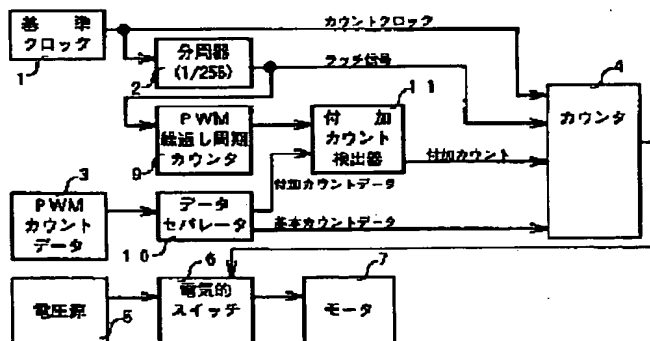 基準
クロック
1
カウントクロック
分周器
(1/256)
2
ラッチ信号
PWM
繰返し周期
カウンタ
9
付加
カウント
検出器
11
付加カウント
カウンタ
4
3
PWM
カウント
データ
データ
セパレータ
10
付加カウントデータ
基本カウントデータ
電圧源
5
電気的
スイッチ
6
モータ
7